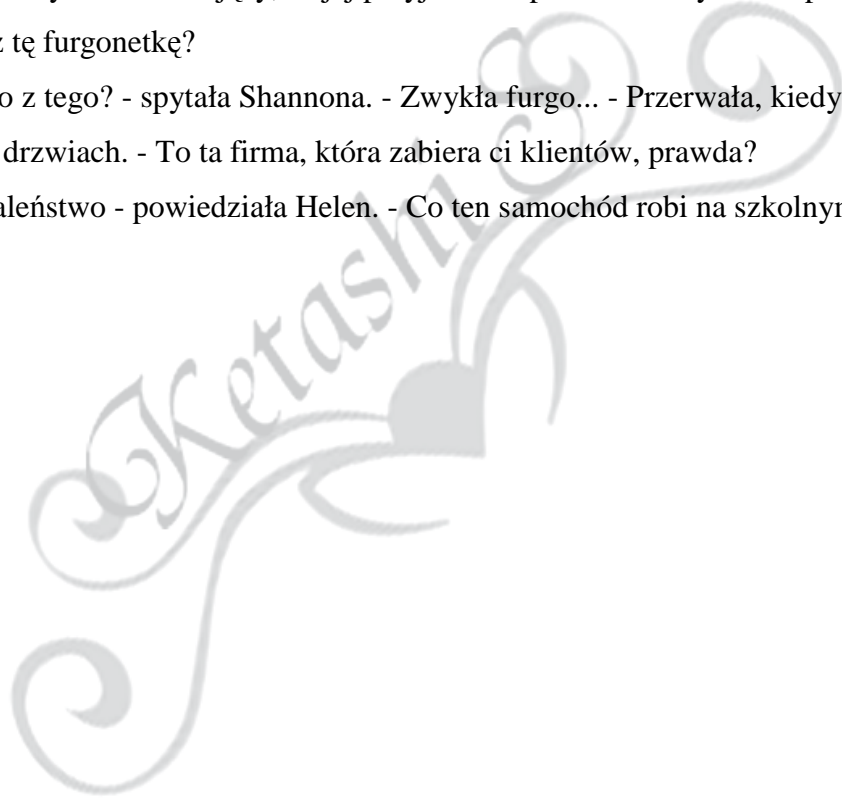 z tę furgonetkę?
o z tego? - spytała Shannona. - Zwykła furgo... - Przerwała, kiedy
drzwiach. - To ta firma, która zabiera ci klientów, prawda?
aleństwo - powiedziała Helen. - Co ten samochód robi na szkolnym
Ketashi